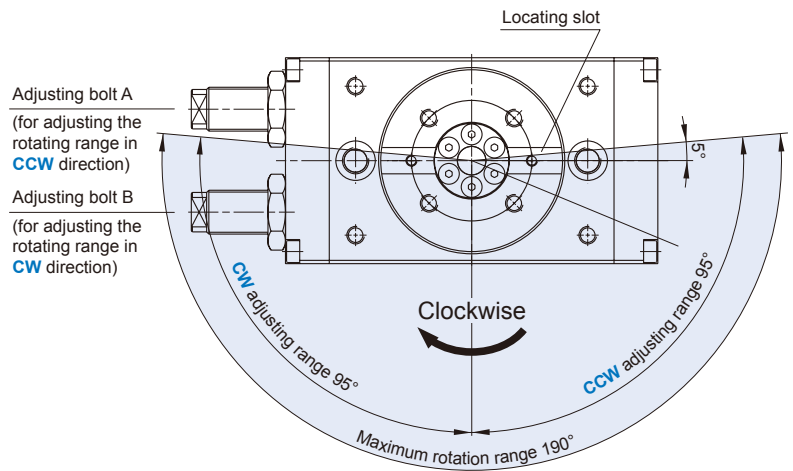 Locating slot
Adjusting bolt A
(for adjusting the
rotating range in
CCW direction)
Adjusting bolt B
(for adjusting the
rotating range in
CW direction)
5°
Clockwise
CW adjusting range 95°
CCW adjusting range 95°
Maximum rotation range 190°